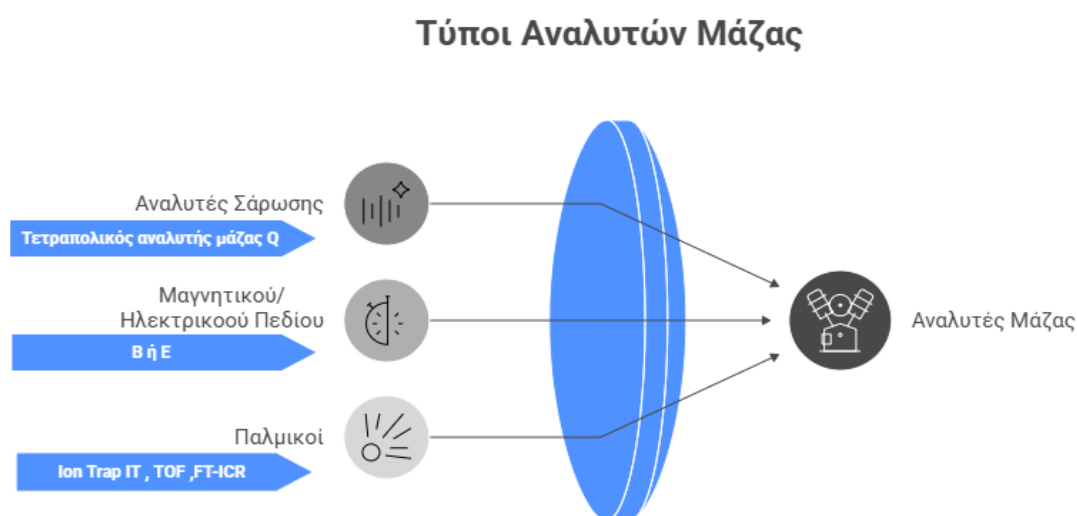 Τύποι Αναλυτών Μάζας
Αναλυτές Σάρωσης
Τετραπολικός αναλυτής μάζας Q
Μαγνητικού/
Ηλεκτρικοού Πεδίου
Β ή Ε
Παλμικοί
Ion Trap IT , TOF ,FT-ICR
Αναλυτές Μάζας